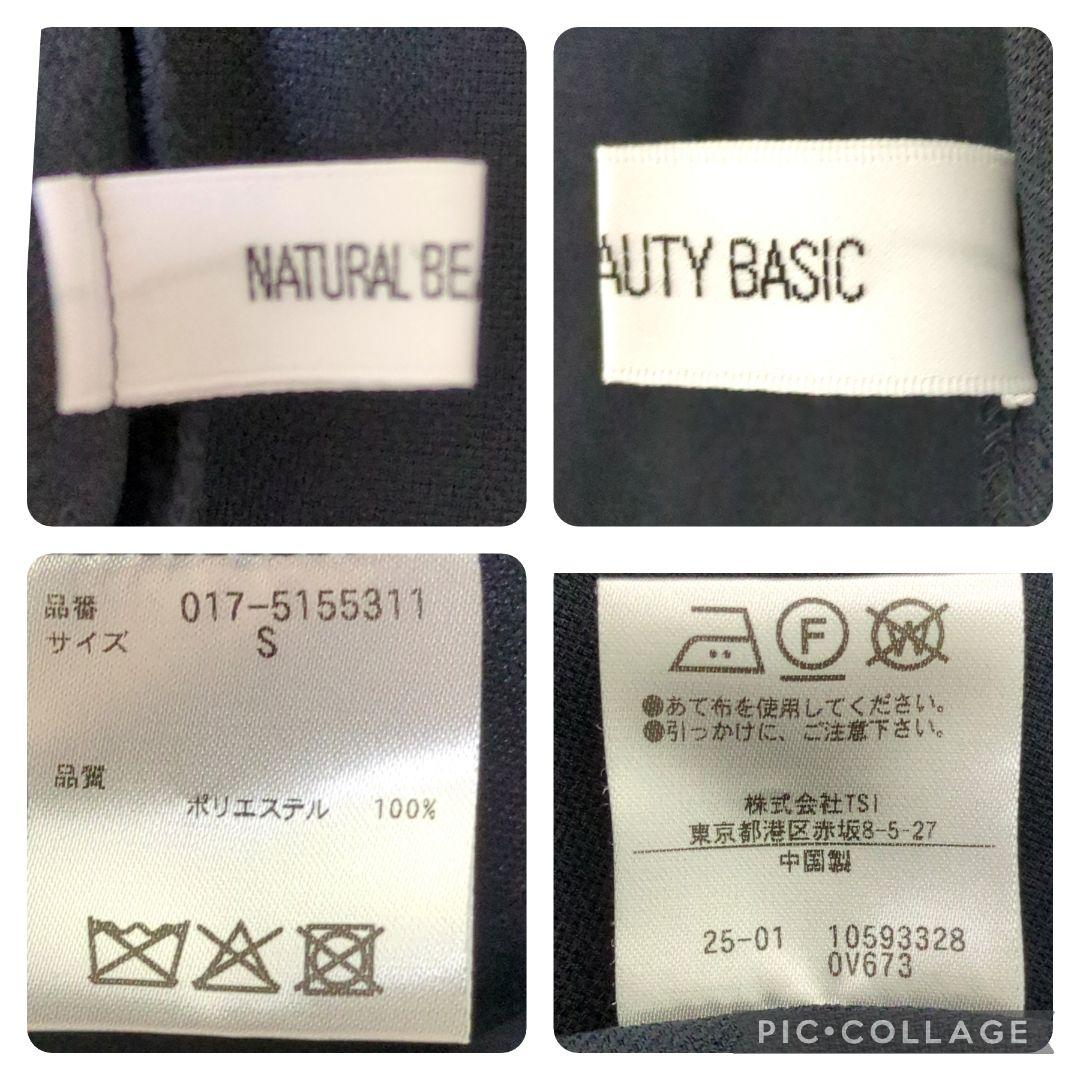 NATURAL BEA
AUTY BASIC
品番 017-5155311
サイズ S
品質
ポリエステル 100%
F W
●あて布を使用してください。
●引っかけに、ご注意下さい。
株式会社TSI
東京都港区赤坂8-5-27
中国製
25-01 10593328
0V673
PIC•COLLAGE